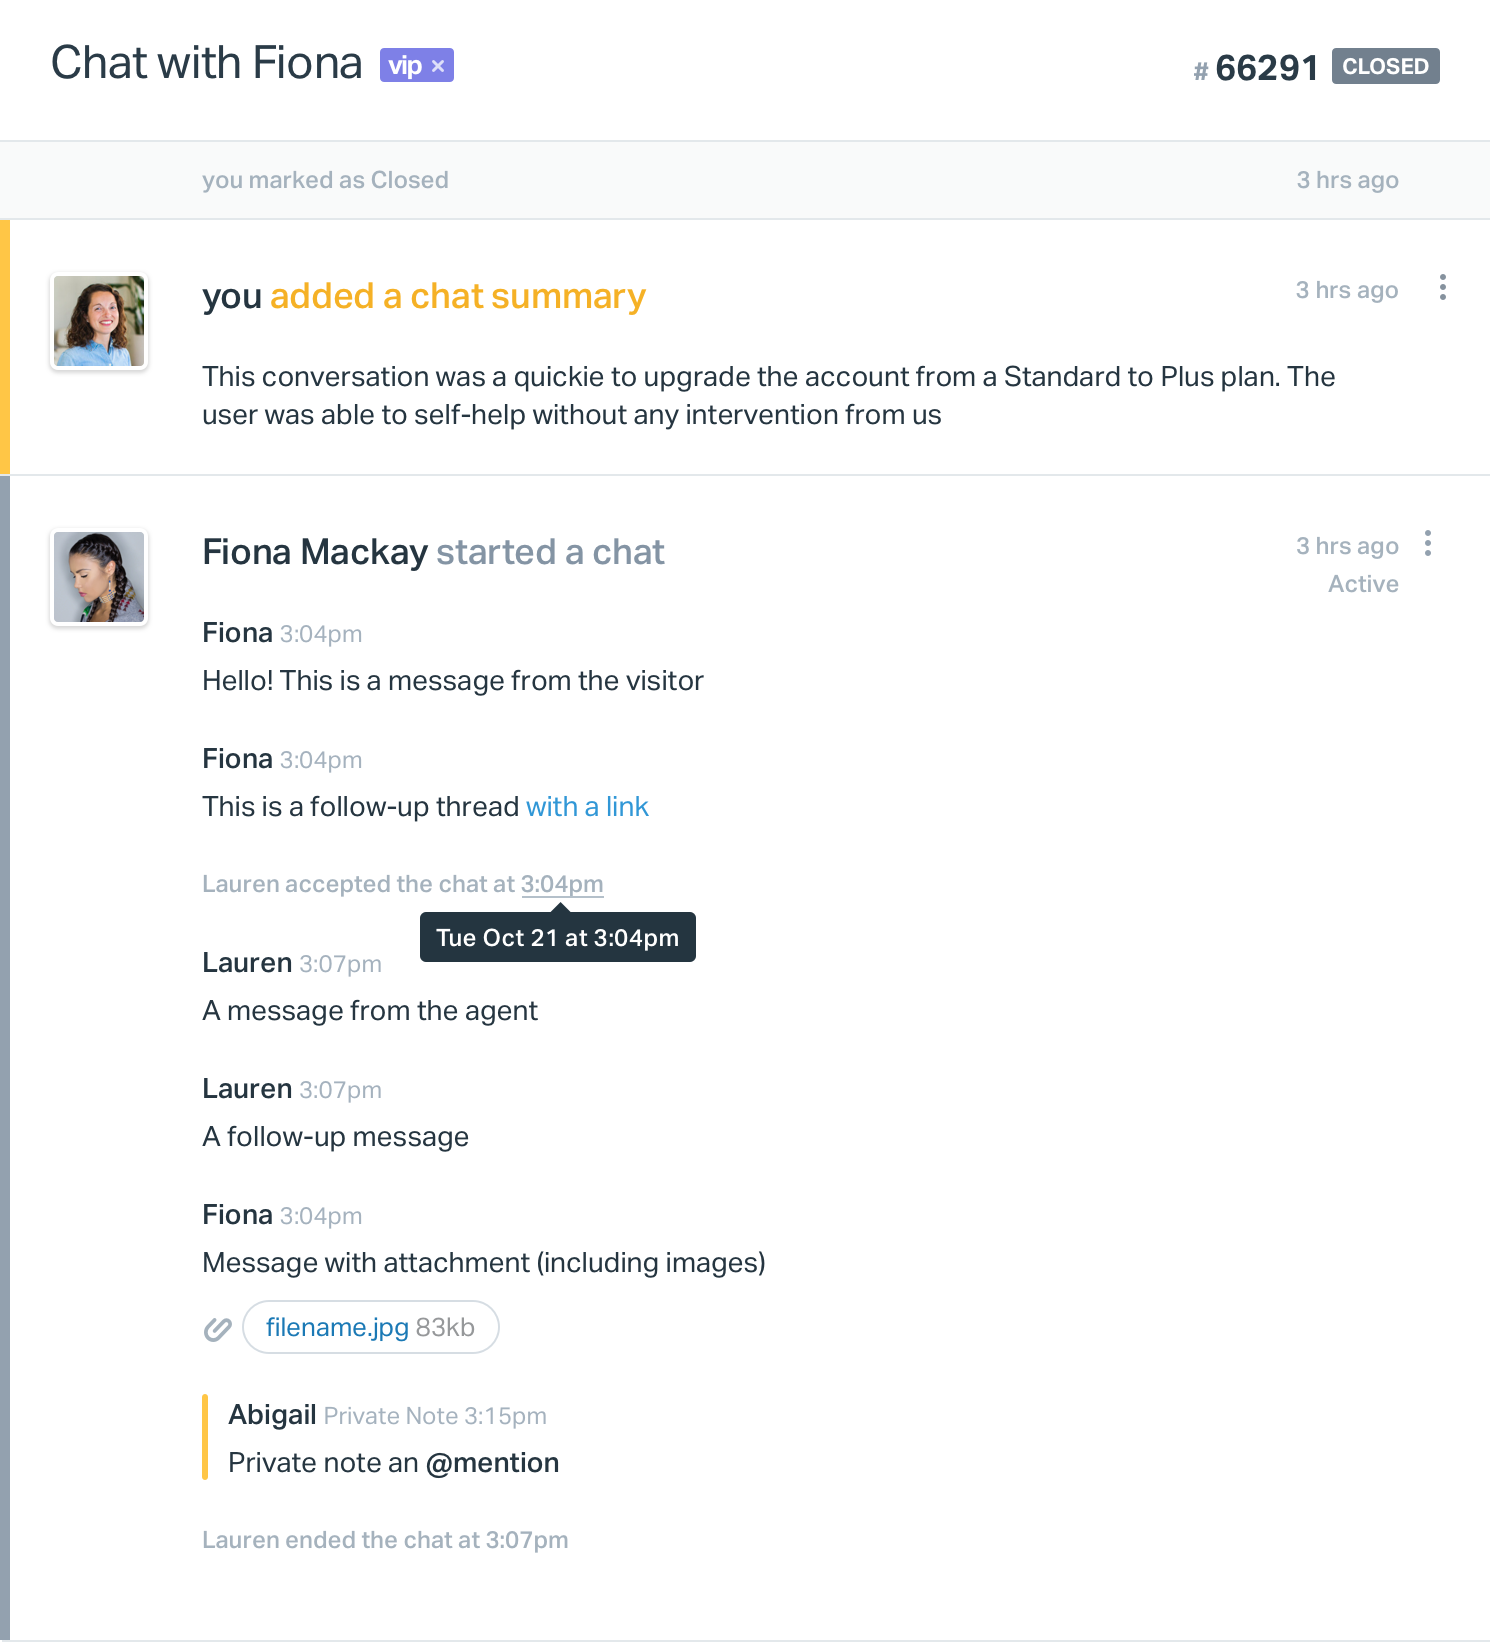 Chat with Fiona vip ×
# 66291 CLOSED
you marked as Closed 3 hrs ago
you added a chat summary 3 hrs ago
This conversation was a quickie to upgrade the account from a Standard to Plus plan. The
user was able to self-help without any intervention from us
Fiona Mackay started a chat 3 hrs ago
Active
Fiona 3:04pm
Hello! This is a message from the visitor
Fiona 3:04pm
This is a follow-up thread with a link
Lauren accepted the chat at 3:04pm
Tue Oct 21 at 3:04pm
Lauren 3:07pm
A message from the agent
Lauren 3:07pm
A follow-up message
Fiona 3:04pm
Message with attachment (including images)
filename.jpg 83kb
Abigail Private Note 3:15pm
Private note an @mention
Lauren ended the chat at 3:07pm